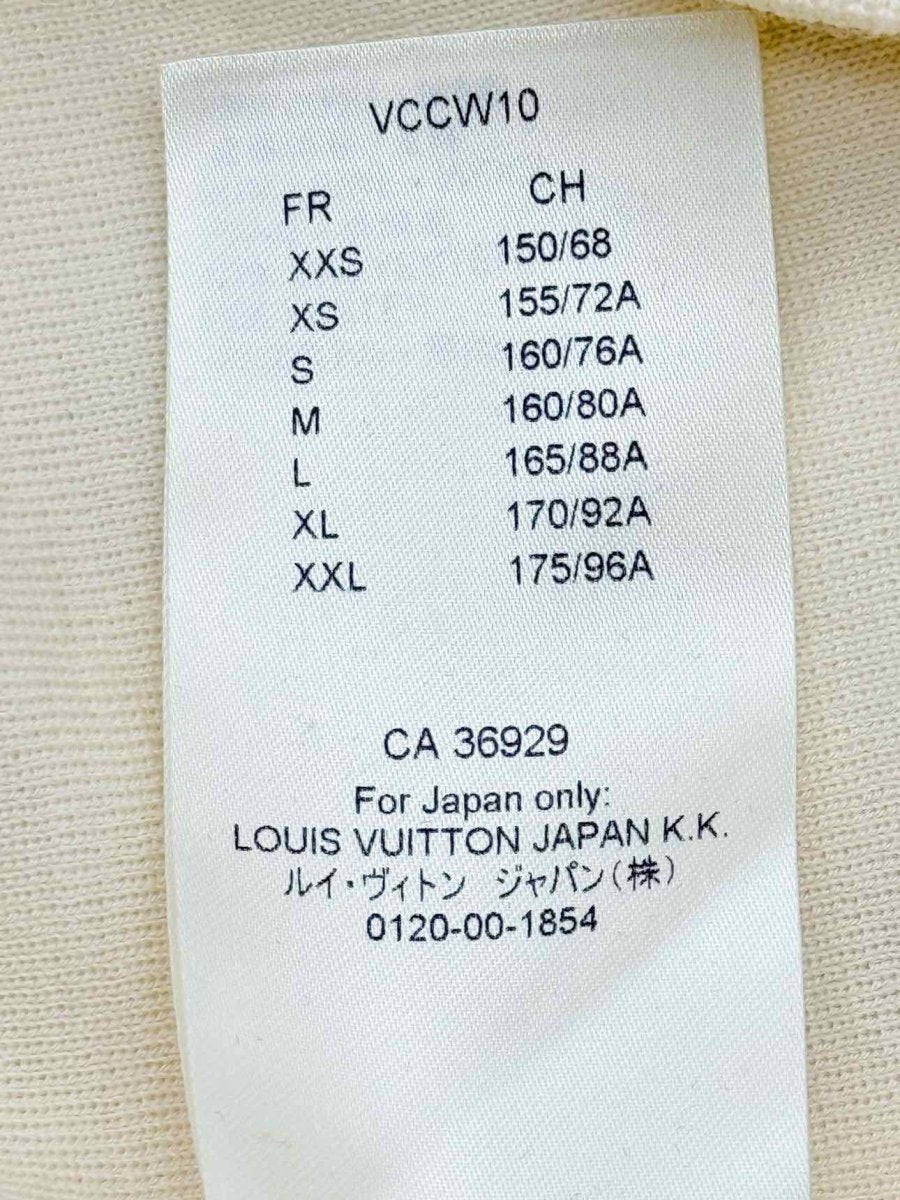 VCCW10
FR CH
XXS 150/68
XS 155/72A
S 160/76A
M 160/80A
L 165/88A
XL 170/92A
XXL 175/96A
CA 36929
For Japan only:
LOUIS VUITTON JAPAN K.K.
ルイ・ヴィトン ジャパン(株)
0120-00-1854